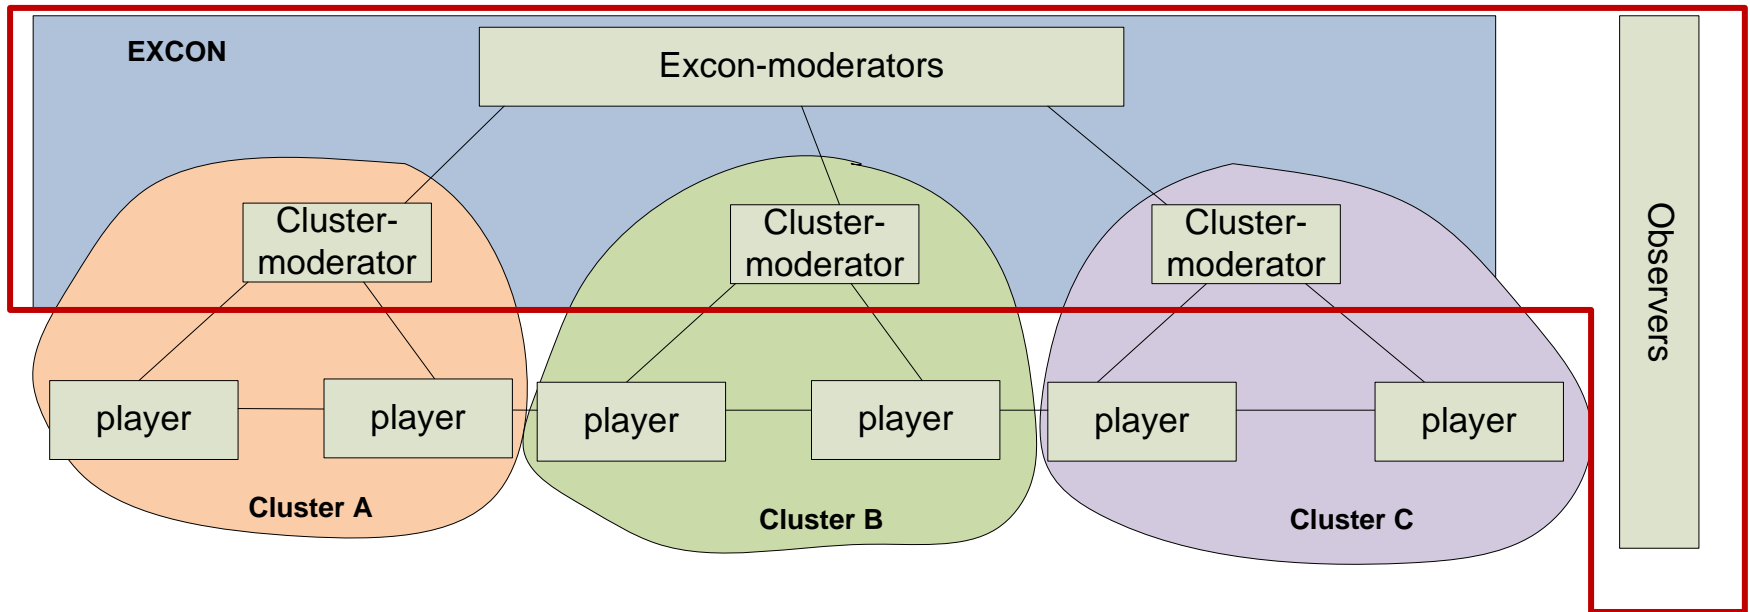 EXCON
Excon-moderators
Cluster-
moderator
Cluster-
moderator
Cluster-
moderator
Observers
player
player
player
player
player
player
Cluster A
Cluster B
Cluster C